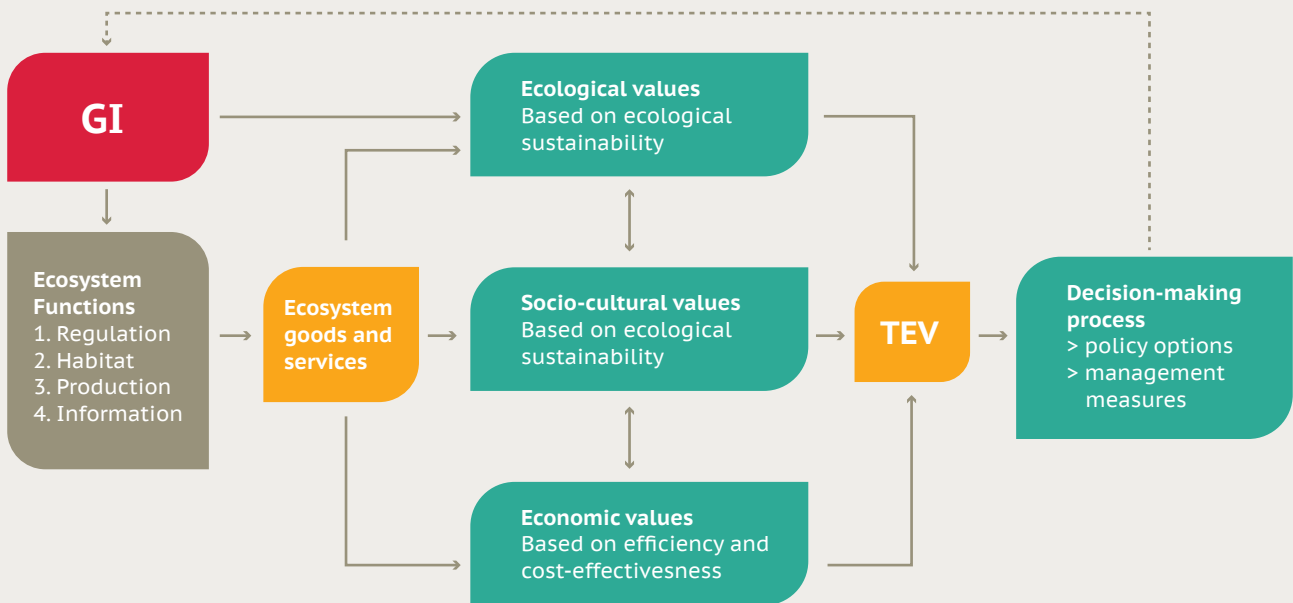 GI
Ecosystem
Functions
1. Regulation
2. Habitat
3. Production
4. Information
Ecosystem
goods and
services
Ecological values
Based on ecological
sustainability
Socio-cultural values
Based on ecological
sustainability
Economic values
Based on efficiency and
cost-effectivesness
TEV
Decision-making
process
> policy options
> management
measures